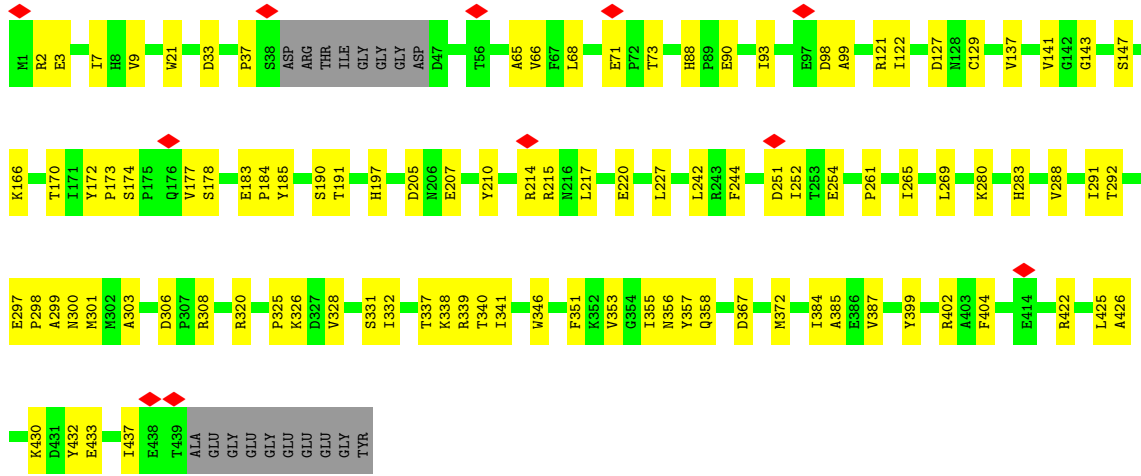 M1 R2 E3 I7 H8 V9 W21 D33 P37 S38 ASP ARG THR ILE GLY GLY GLY ASP D47 T56 A65 V66 F67 L68 E71 P72 T73 H88 P89 E90 I93 E97 D98 A99 R121 I122 D127 N128 C129 V137 V141 G142 G143 S147
K166 T170 I171 Y172 P173 S174 P175 Q176 V177 S178 E183 P184 Y185 S190 T191 H197 D205 N206 E207 Y210 R214 R215 N216 L217 E220 L227 L242 R243 F244 D251 I252 T253 E254 P261 I265 L269 K280 H283 V288 I291 T292
E297 P298 A299 N300 M301 M302 A303 D306 P307 R308 R320 P325 K326 D327 V328 S331 I332 T337 K338 R339 T340 I341 W346 F351 K352 V353 G354 I355 N356 Y357 Q358 D367 M372 I384 A385 E386 V387 Y399 R402 A403 F404 E414 R422 L425 A426
K430 D431 Y432 E433 I437 E438 T439 ALA GLU GLY GLU GLY GLU GLU GLU GLY TYR